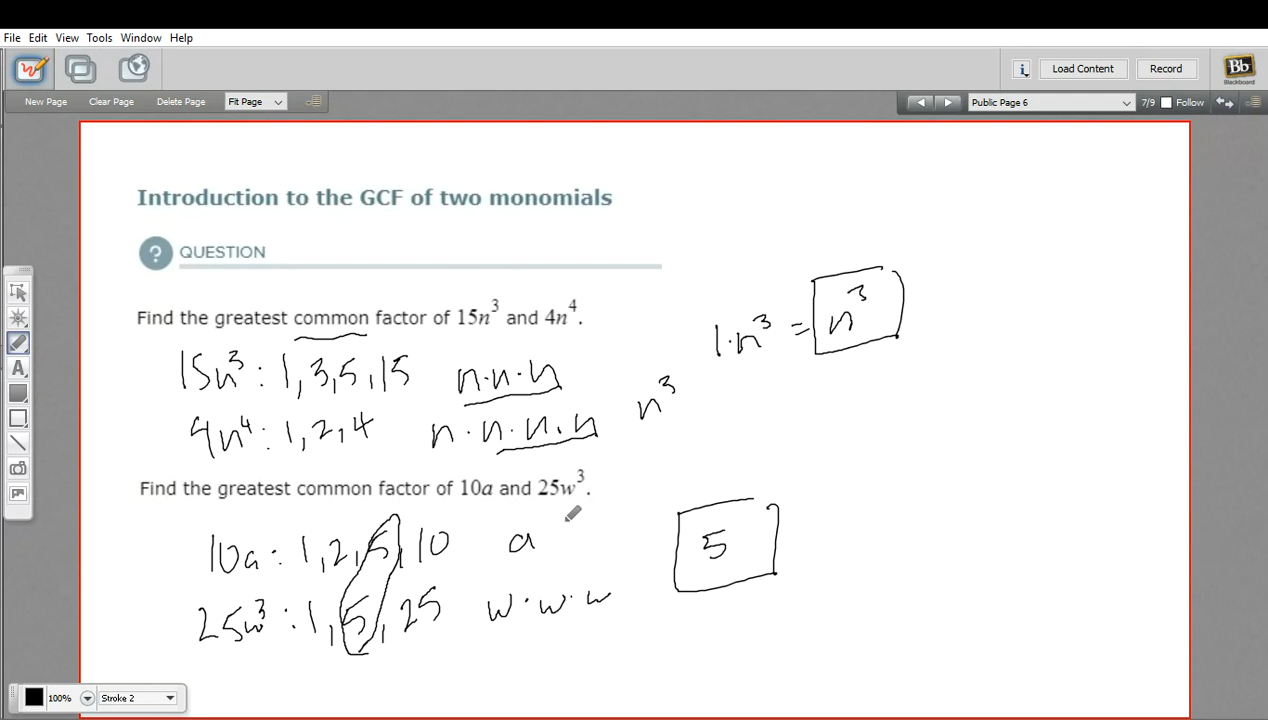 File Edit View Tools Window Help
i Load Content Record Bb Blackboard
New Page Clear Page Delete Page Fit Page Public Page 6 7/9 Follow
Introduction to the GCF of two monomials
? QUESTION
Find the greatest common factor of 15n³ and 4n⁴.
1·n³ = n³
15n³ : 1, 3, 5, 15 n·n·n
n³
4n⁴ : 1, 2, 4 n·n·n·n
Find the greatest common factor of 10a and 25w³.
10a : 1, 2, 5, 10 a 5
25w³ : 1, 5, 25 w·w·w
100% Stroke 2